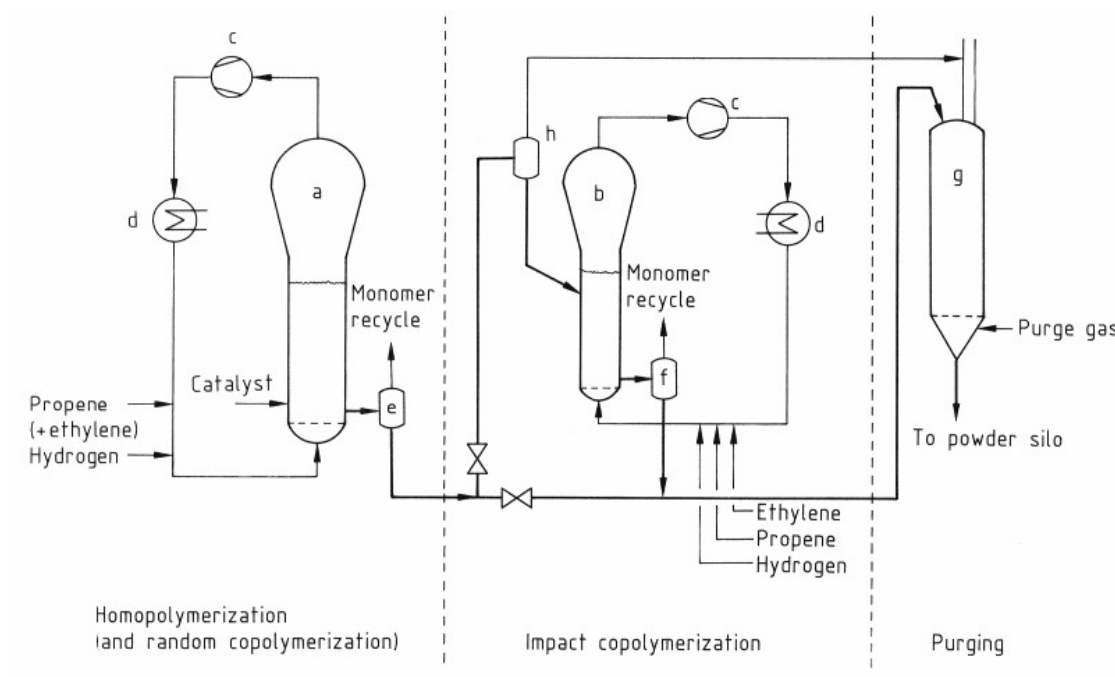 c
a
d
Monomer
recycle
Catalyst
e
Propene
(+ethylene)
Hydrogen
Homopolymerization
(and random copolymerization)
h
c
b
d
Monomer
recycle
f
Ethylene
Propene
Hydrogen
Impact copolymerization
g
Purge gas
To powder silo
Purging